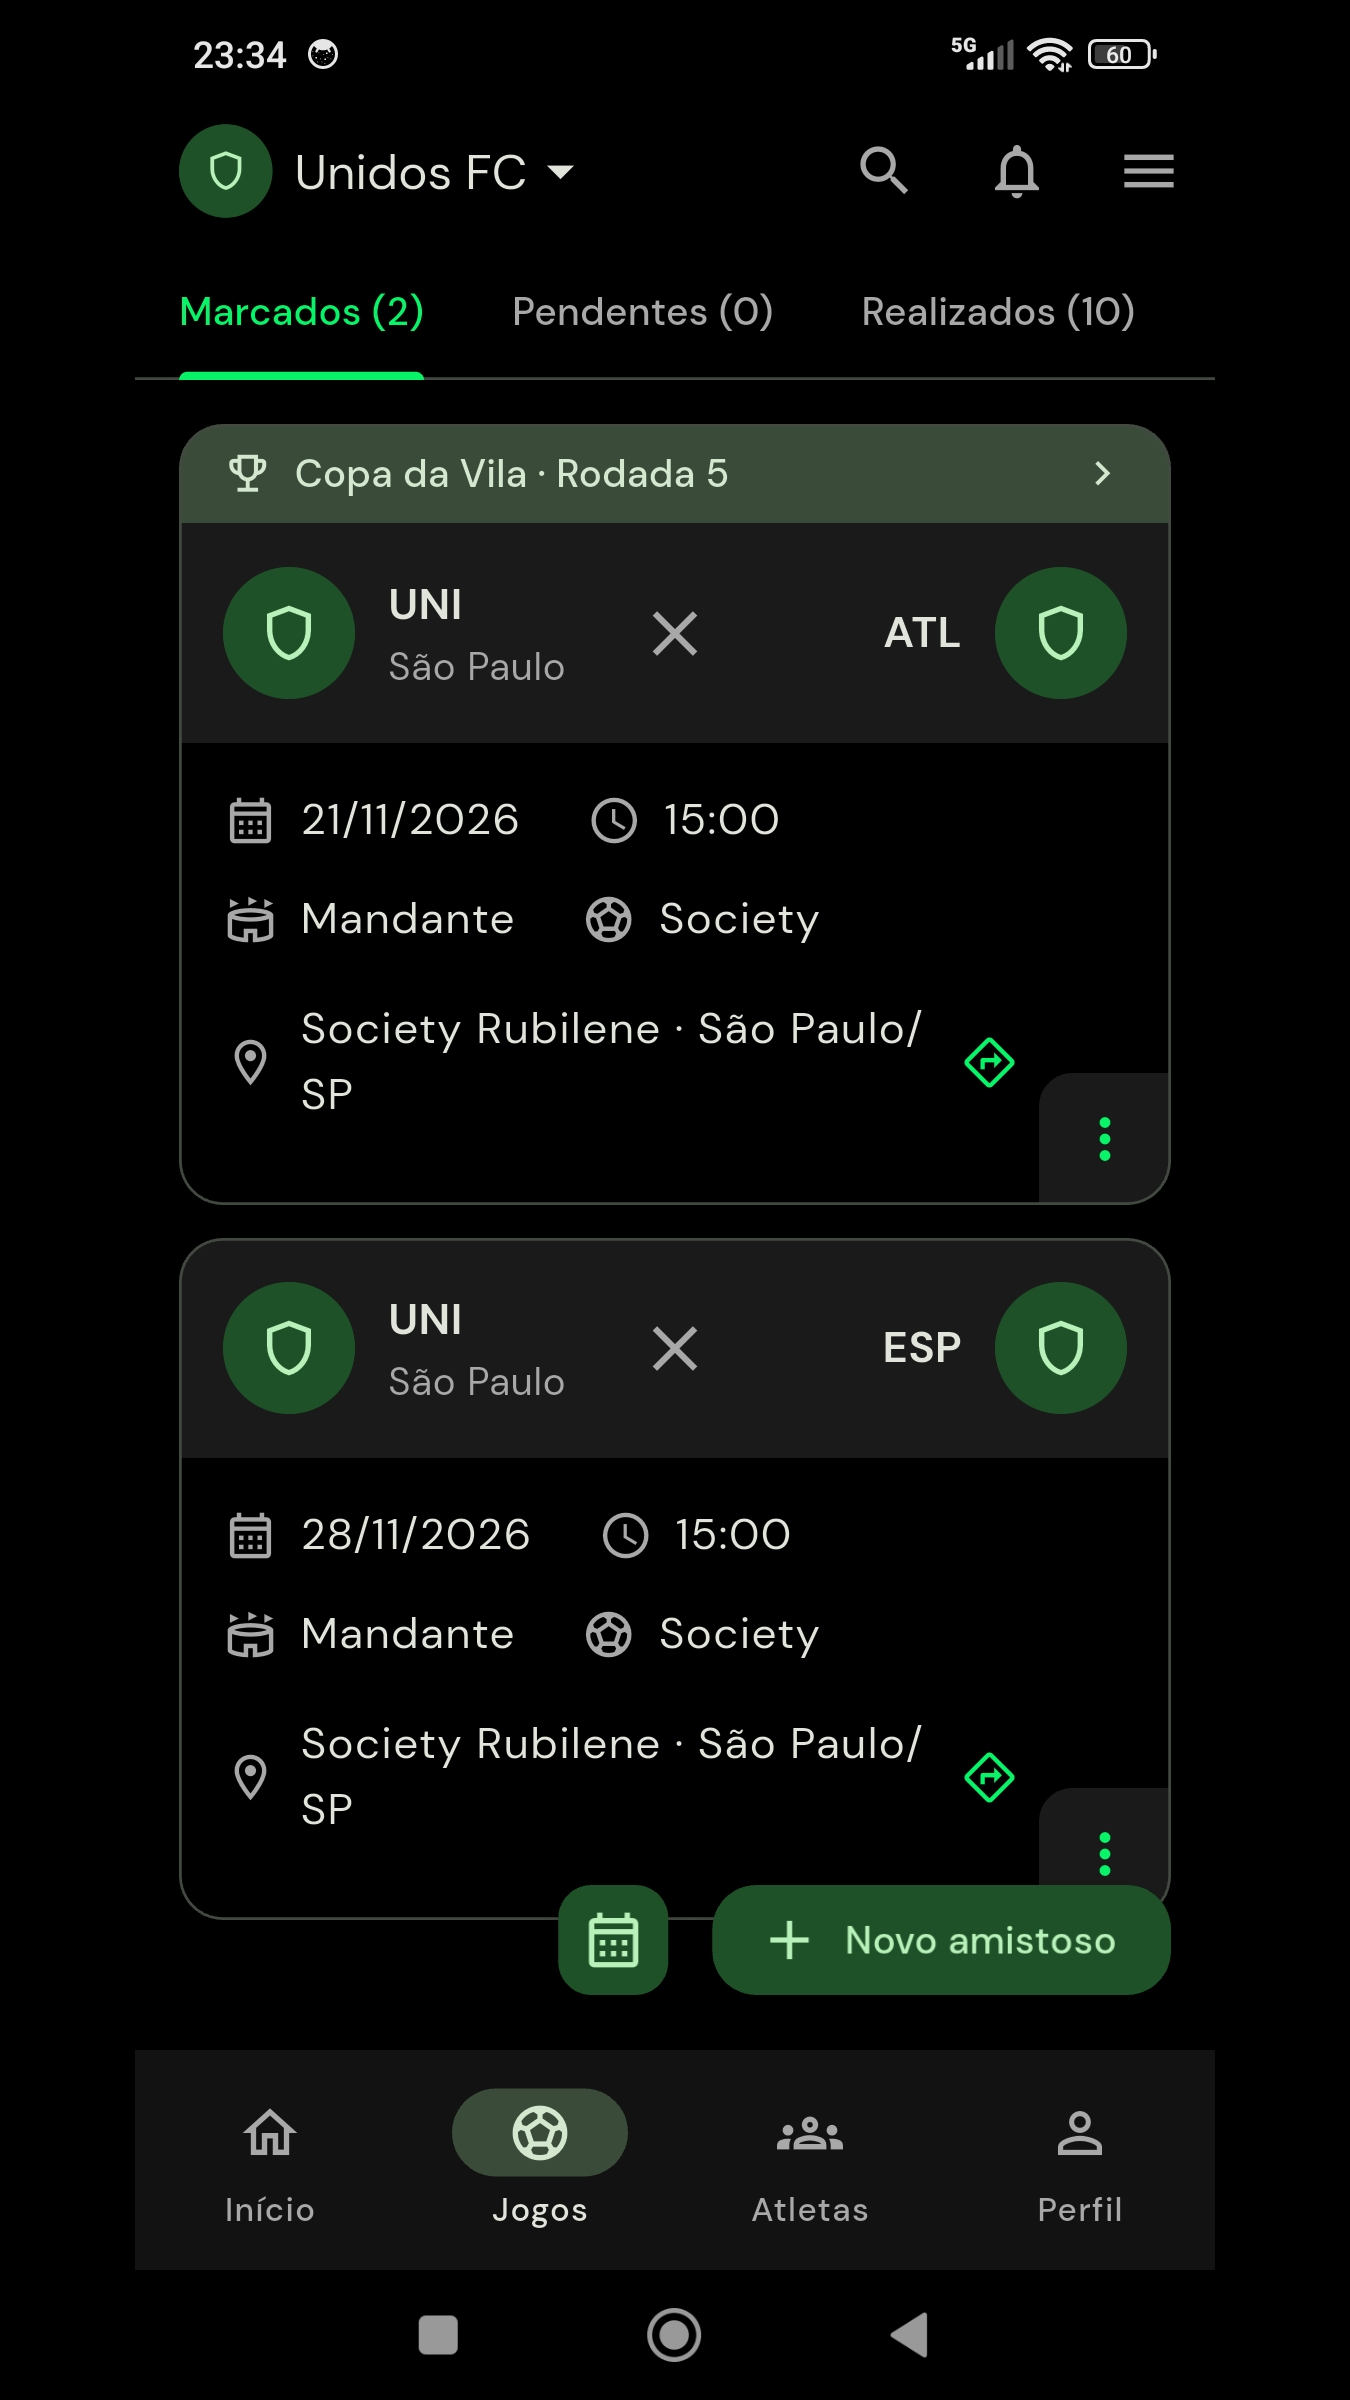 23:34
5G
60
Unidos FC
Marcados (2)
Pendentes (0)
Realizados (10)
Copa da Vila · Rodada 5
UNI
São Paulo
ATL
21/11/2026
15:00
Mandante
Society
Society Rubilene · São Paulo/
SP
UNI
São Paulo
ESP
28/11/2026
15:00
Mandante
Society
Society Rubilene · São Paulo/
SP
Novo amistoso
Início
Jogos
Atletas
Perfil